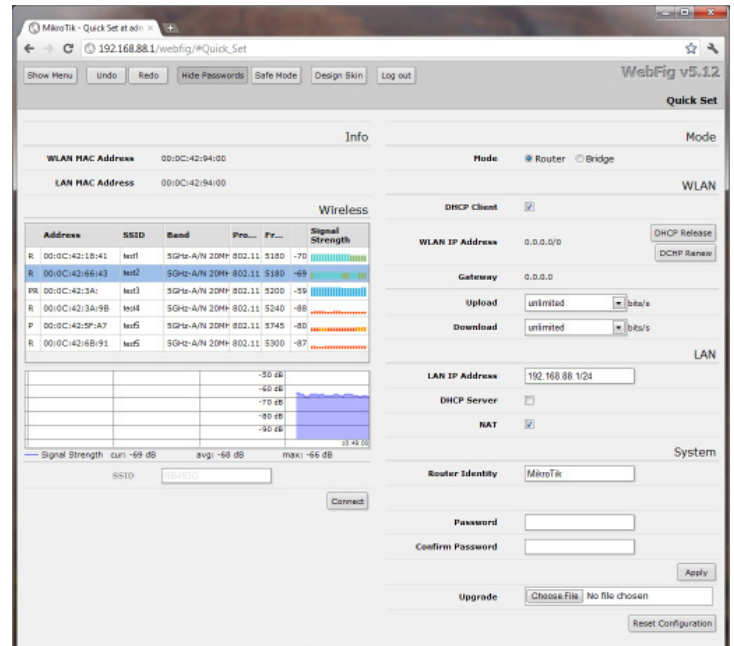 MikroTik - Quick Set at adm
192.168.88.1/webfig/#Quick_Set
Show Menu Undo Redo Hide Passwords Safe Mode Design Skin Log out WebFig v5.12
Quick Set
Info
WLAN MAC Address 00:0C:42:94:00
LAN MAC Address 00:0C:42:94:00
Wireless
Address SSID Band Pro... Fr... Signal Strength
R 00:0C:42:18:41 test1 5GHz-A/N 20MH 802.11 5180 -70
R 00:0C:42:66:43 test2 5GHz-A/N 20MH 802.11 5180 -69
PR 00:0C:42:3A: test3 5GHz-A/N 20MH 802.11 5200 -59
R 00:0C:42:3A:9B test4 5GHz-A/N 20MH 802.11 5240 -88
P 00:0C:42:5F:A7 test5 5GHz-A/N 20MH 802.11 5745 -80
R 00:0C:42:6B:91 test5 5GHz-A/N 20MH 802.11 5300 -87
-50 dB
-60 dB
-70 dB
-80 dB
-90 dB
Signal Strength cur: -69 dB avg: -68 dB max: -66 dB
SSID
Connect
Mode
Mode Router Bridge
WLAN
DHCP Client
WLAN IP Address 0.0.0.0/0 DHCP Release
DCHP Renew
Gateway 0.0.0.0
Upload unlimited bits/s
Download unlimited bits/s
LAN
LAN IP Address 192.168.88.1/24
DHCP Server
NAT
System
Router Identity MikroTik
Password
Confirm Password
Apply
Upgrade Choose File No file chosen
Reset Configuration